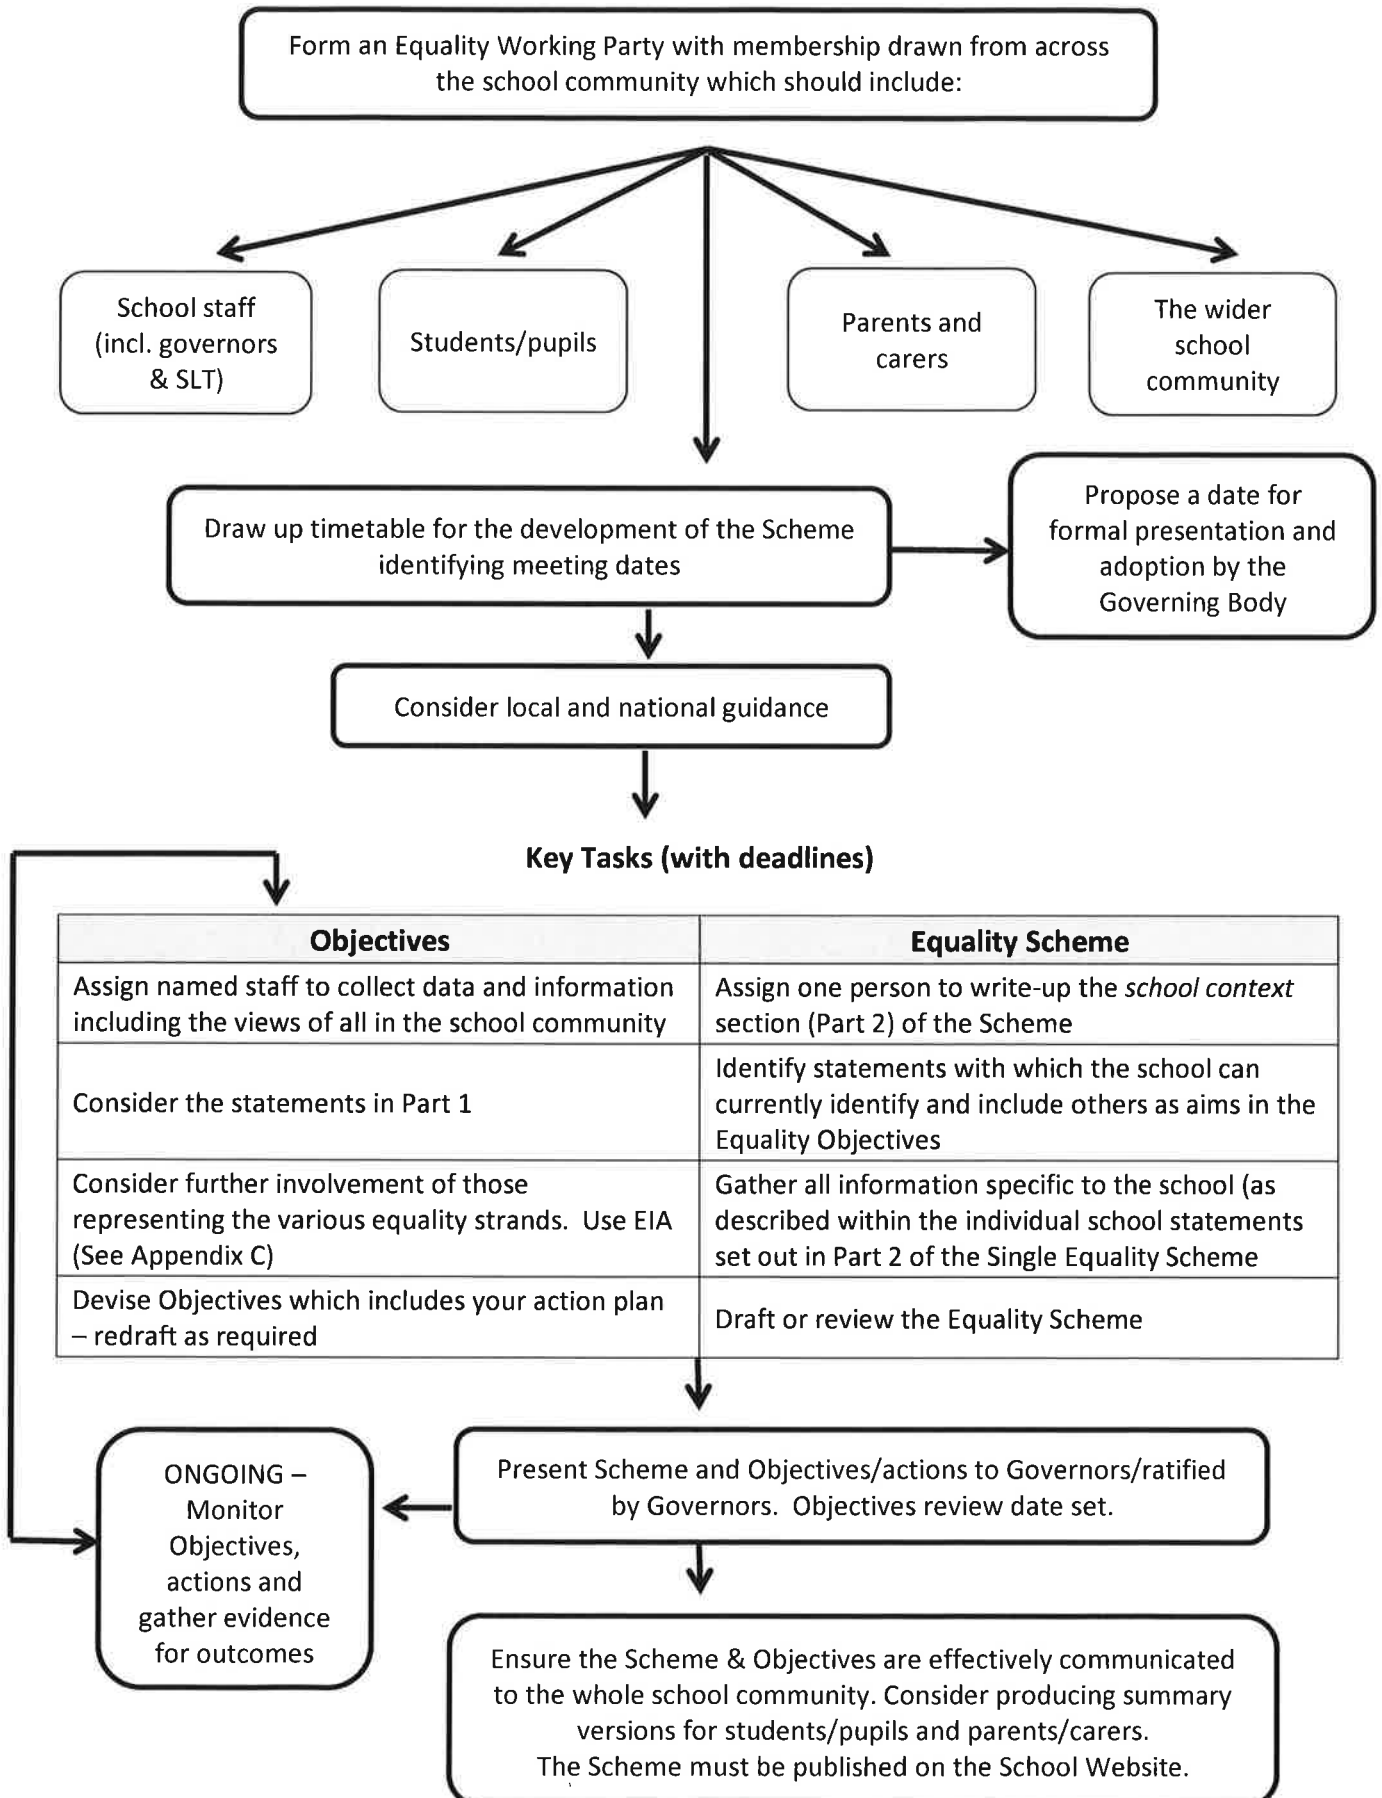 Form an Equality Working Party with membership drawn from across
the school community which should include:
School staff
(incl. governors
& SLT)
Students/pupils
Parents and
carers
The wider
school
community
Draw up timetable for the development of the Scheme
identifying meeting dates
Propose a date for
formal presentation and
adoption by the
Governing Body
Consider local and national guidance
Key Tasks (with deadlines)
Objectives
Equality Scheme
Assign named staff to collect data and information
including the views of all in the school community
Assign one person to write-up the school context
section (Part 2) of the Scheme
Consider the statements in Part 1
Identify statements with which the school can
currently identify and include others as aims in the
Equality Objectives
Consider further involvement of those
representing the various equality strands.  Use EIA
(See Appendix C)
Gather all information specific to the school (as
described within the individual school statements
set out in Part 2 of the Single Equality Scheme
Devise Objectives which includes your action plan
– redraft as required
Draft or review the Equality Scheme
Present Scheme and Objectives/actions to Governors/ratified
by Governors.  Objectives review date set.
ONGOING –
Monitor
Objectives,
actions and
gather evidence
for outcomes
Ensure the Scheme & Objectives are effectively communicated
to the whole school community. Consider producing summary
versions for students/pupils and parents/carers.
The Scheme must be published on the School Website.